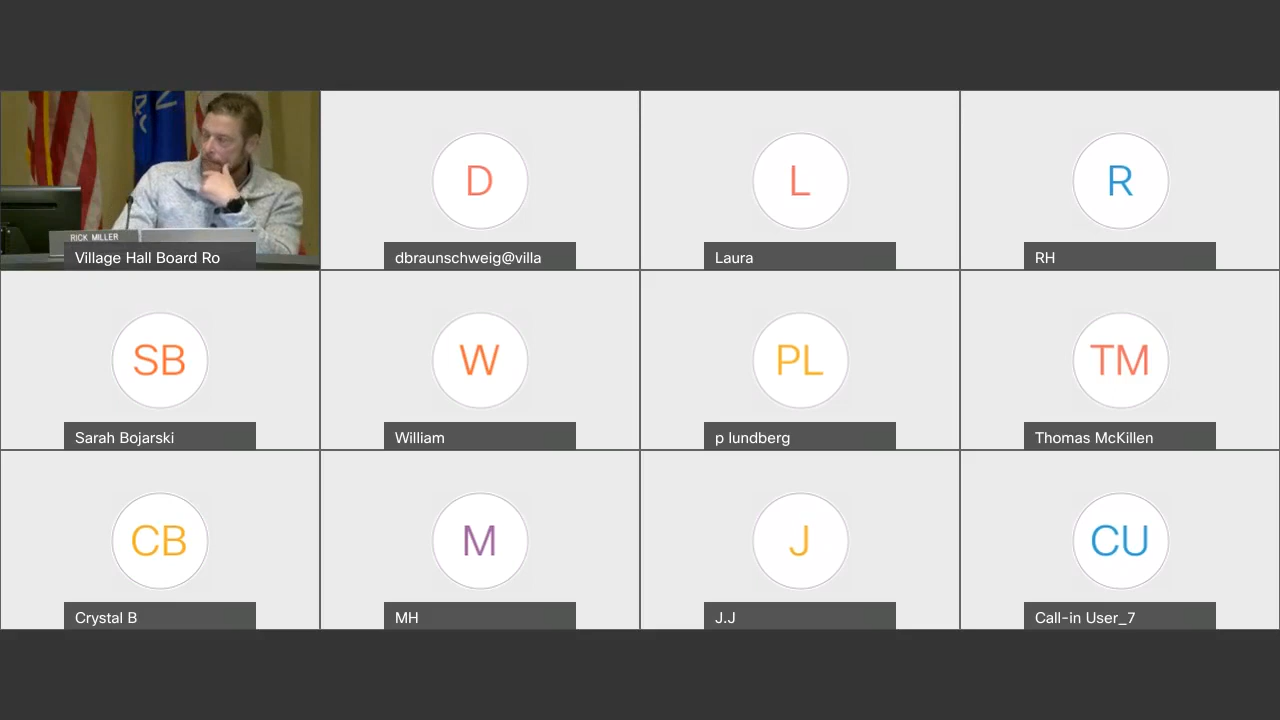 RICK MILLER
Village Hall Board Ro
D
dbraunschweig@villa
L
Laura
R
RH
SB
Sarah Bojarski
W
William
PL
p lundberg
TM
Thomas McKillen
CB
Crystal B
M
MH
J
J.J
CU
Call-in User_7